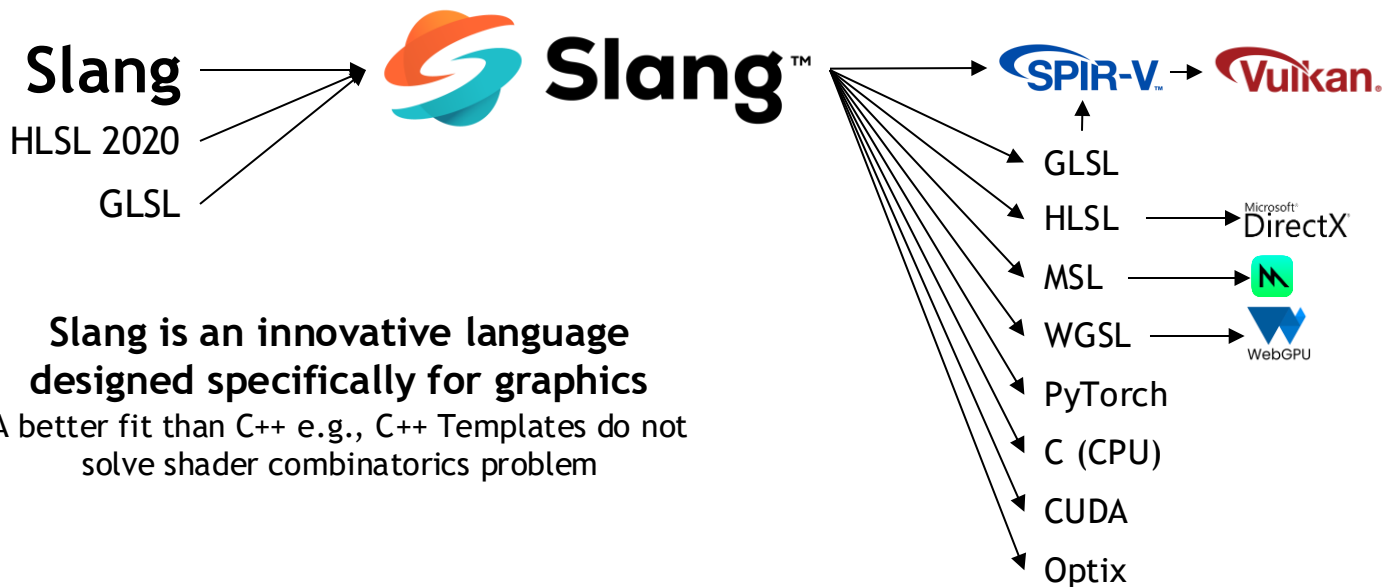 Slang
HLSL 2020
GLSL
Slang™
SPIR-V™
Vulkan®
GLSL
HLSL
Microsoft®
DirectX®
MSL
WGSL
WebGPU
PyTorch
C (CPU)
CUDA
Optix
Slang is an innovative language
designed specifically for graphics
A better fit than C++ e.g., C++ Templates do not
solve shader combinatorics problem